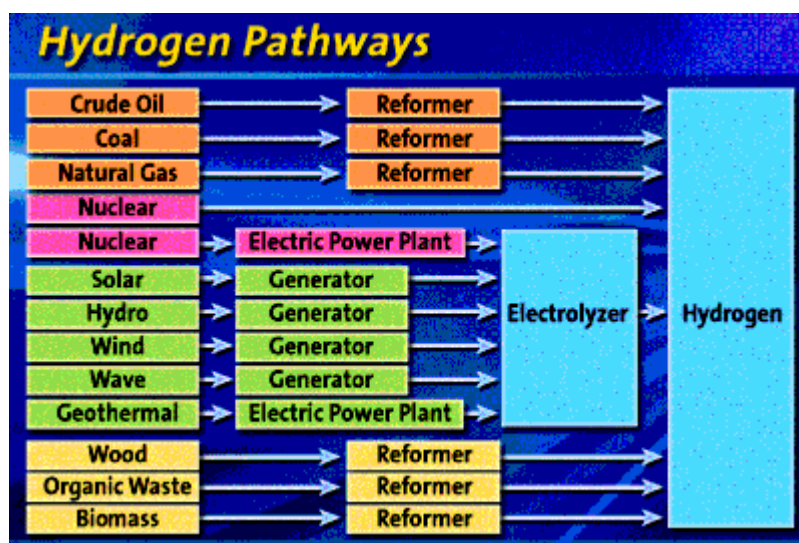 Hydrogen Pathways
Crude Oil Reformer
Coal Reformer
Natural Gas Reformer
Nuclear
Nuclear Electric Power Plant
Solar Generator
Hydro Generator Electrolyzer Hydrogen
Wind Generator
Wave Generator
Geothermal Electric Power Plant
Wood Reformer
Organic Waste Reformer
Biomass Reformer